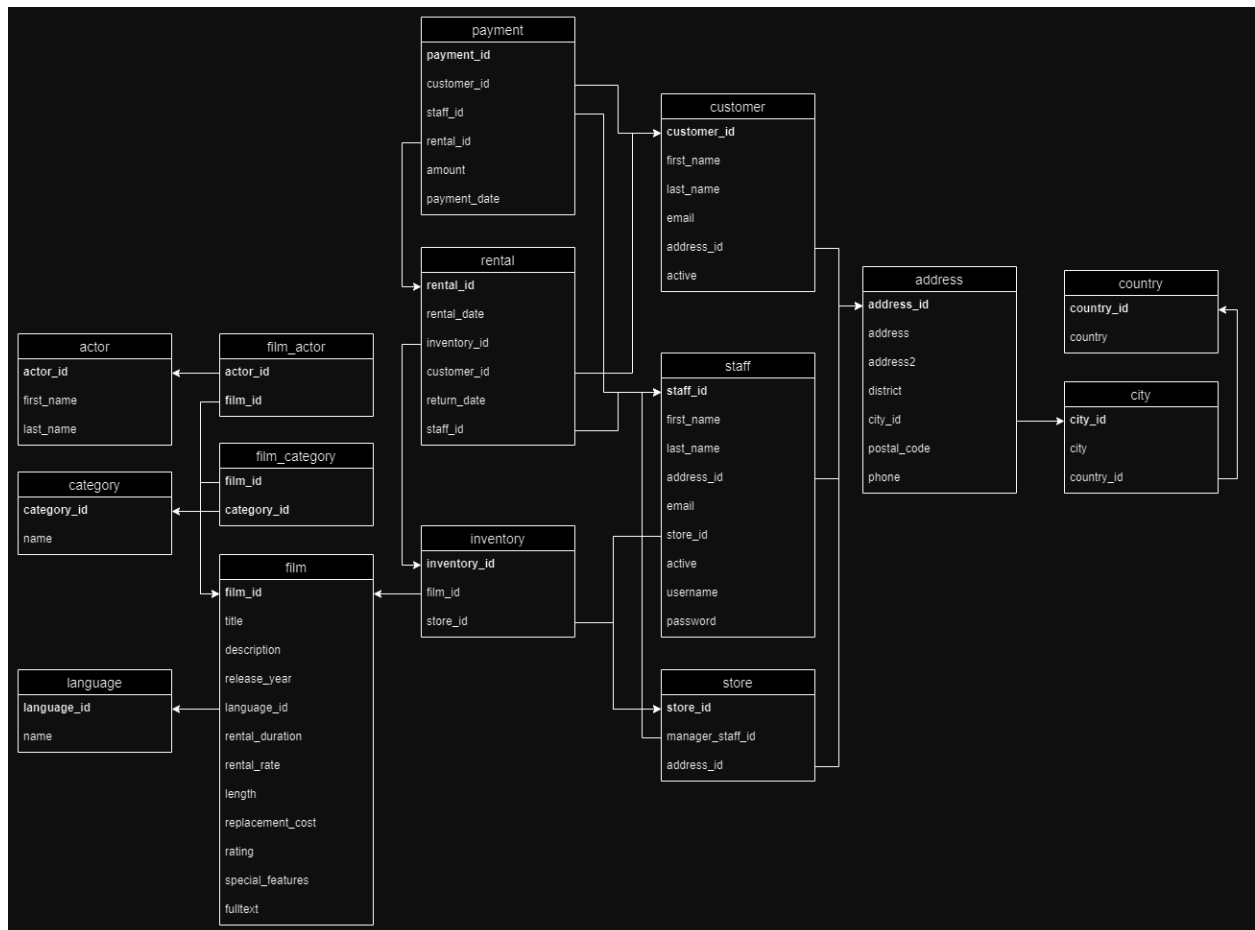 payment
payment_id
customer_id
staff_id
rental_id
amount
payment_date
customer
customer_id
first_name
last_name
email
address_id
active
rental
rental_id
rental_date
inventory_id
customer_id
return_date
staff_id
address
address_id
address
address2
district
city_id
postal_code
phone
country
country_id
country
actor
actor_id
first_name
last_name
film_actor
actor_id
film_id
staff
staff_id
first_name
last_name
address_id
email
store_id
active
username
password
city
city_id
city
country_id
film_category
film_id
category_id
category
category_id
name
inventory
inventory_id
film_id
store_id
film
film_id
title
description
release_year
language_id
rental_duration
rental_rate
length
replacement_cost
rating
special_features
fulltext
language
language_id
name
store
store_id
manager_staff_id
address_id